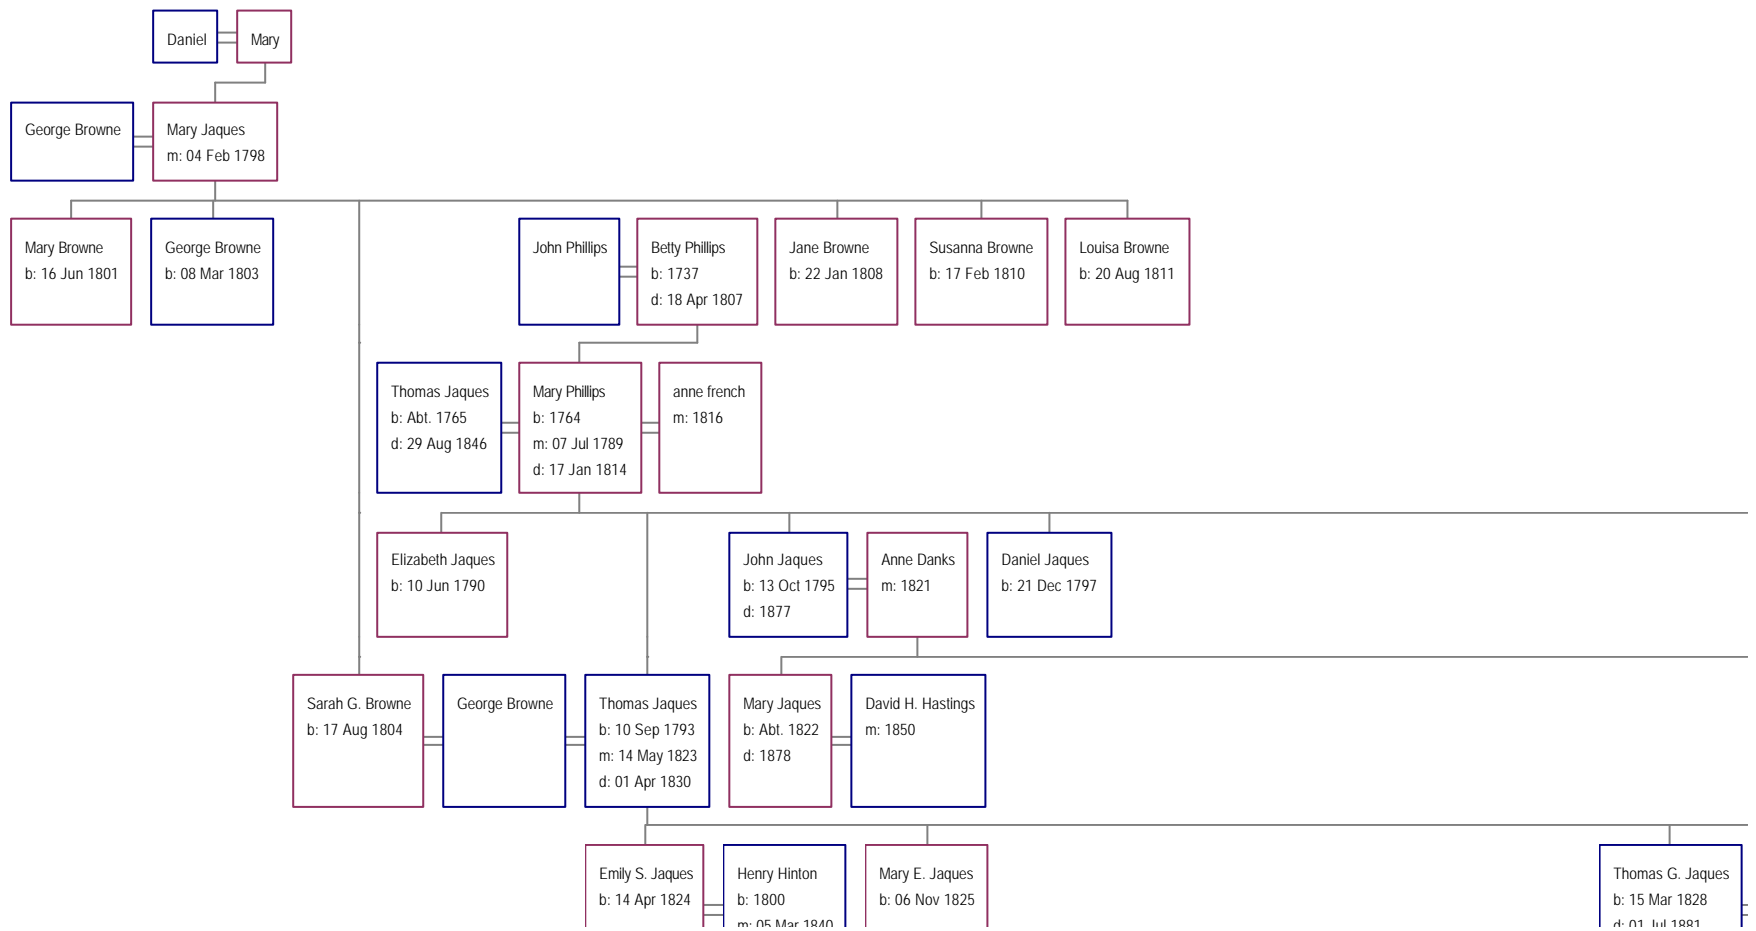 Daniel
Mary
George Browne
Mary Jaques
m: 04 Feb 1798
Mary Browne
b: 16 Jun 1801
George Browne
b: 08 Mar 1803
John Phillips
Betty Phillips
b: 1737
d: 18 Apr 1807
Jane Browne
b: 22 Jan 1808
Susanna Browne
b: 17 Feb 1810
Louisa Browne
b: 20 Aug 1811
Thomas Jaques
b: Abt. 1765
d: 29 Aug 1846
Mary Phillips
b: 1764
m: 07 Jul 1789
d: 17 Jan 1814
anne french
m: 1816
Elizabeth Jaques
b: 10 Jun 1790
John Jaques
b: 13 Oct 1795
d: 1877
Anne Danks
m: 1821
Daniel Jaques
b: 21 Dec 1797
Sarah G. Browne
b: 17 Aug 1804
George Browne
Thomas Jaques
b: 10 Sep 1793
m: 14 May 1823
d: 01 Apr 1830
Mary Jaques
b: Abt. 1822
d: 1878
David H. Hastings
m: 1850
Emily S. Jaques
b: 14 Apr 1824
Henry Hinton
b: 1800
m: 05 Mar 1840
Mary E. Jaques
b: 06 Nov 1825
Thomas G. Jaques
b: 15 Mar 1828
d: 01 Jul 1881